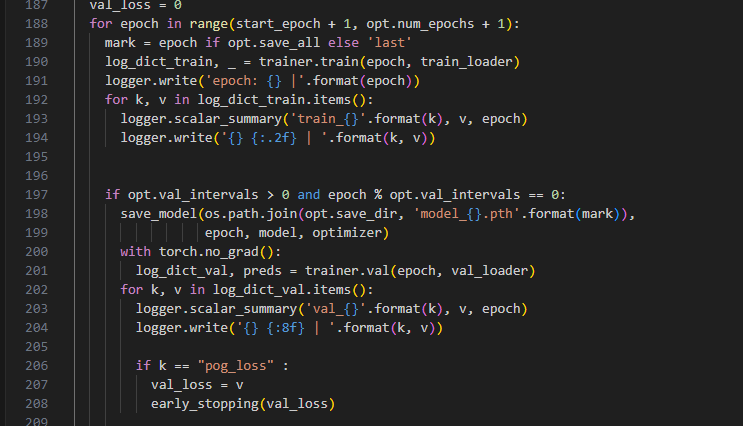 187 val_loss = 0
188 for epoch in range(start_epoch + 1, opt.num_epochs + 1):
189 mark = epoch if opt.save_all else 'last'
190 log_dict_train, _ = trainer.train(epoch, train_loader)
191 logger.write('epoch: {} |'.format(epoch))
192 for k, v in log_dict_train.items():
193 logger.scalar_summary('train_{}'.format(k), v, epoch)
194 logger.write('{} {:.2f} | '.format(k, v))
195
196
197 if opt.val_intervals > 0 and epoch % opt.val_intervals == 0:
198 save_model(os.path.join(opt.save_dir, 'model_{}.pth'.format(mark)),
199 epoch, model, optimizer)
200 with torch.no_grad():
201 log_dict_val, preds = trainer.val(epoch, val_loader)
202 for k, v in log_dict_val.items():
203 logger.scalar_summary('val_{}'.format(k), v, epoch)
204 logger.write('{} {:8f} | '.format(k, v))
205
206 if k == "pog_loss" :
207 val_loss = v
208 early_stopping(val_loss)
209